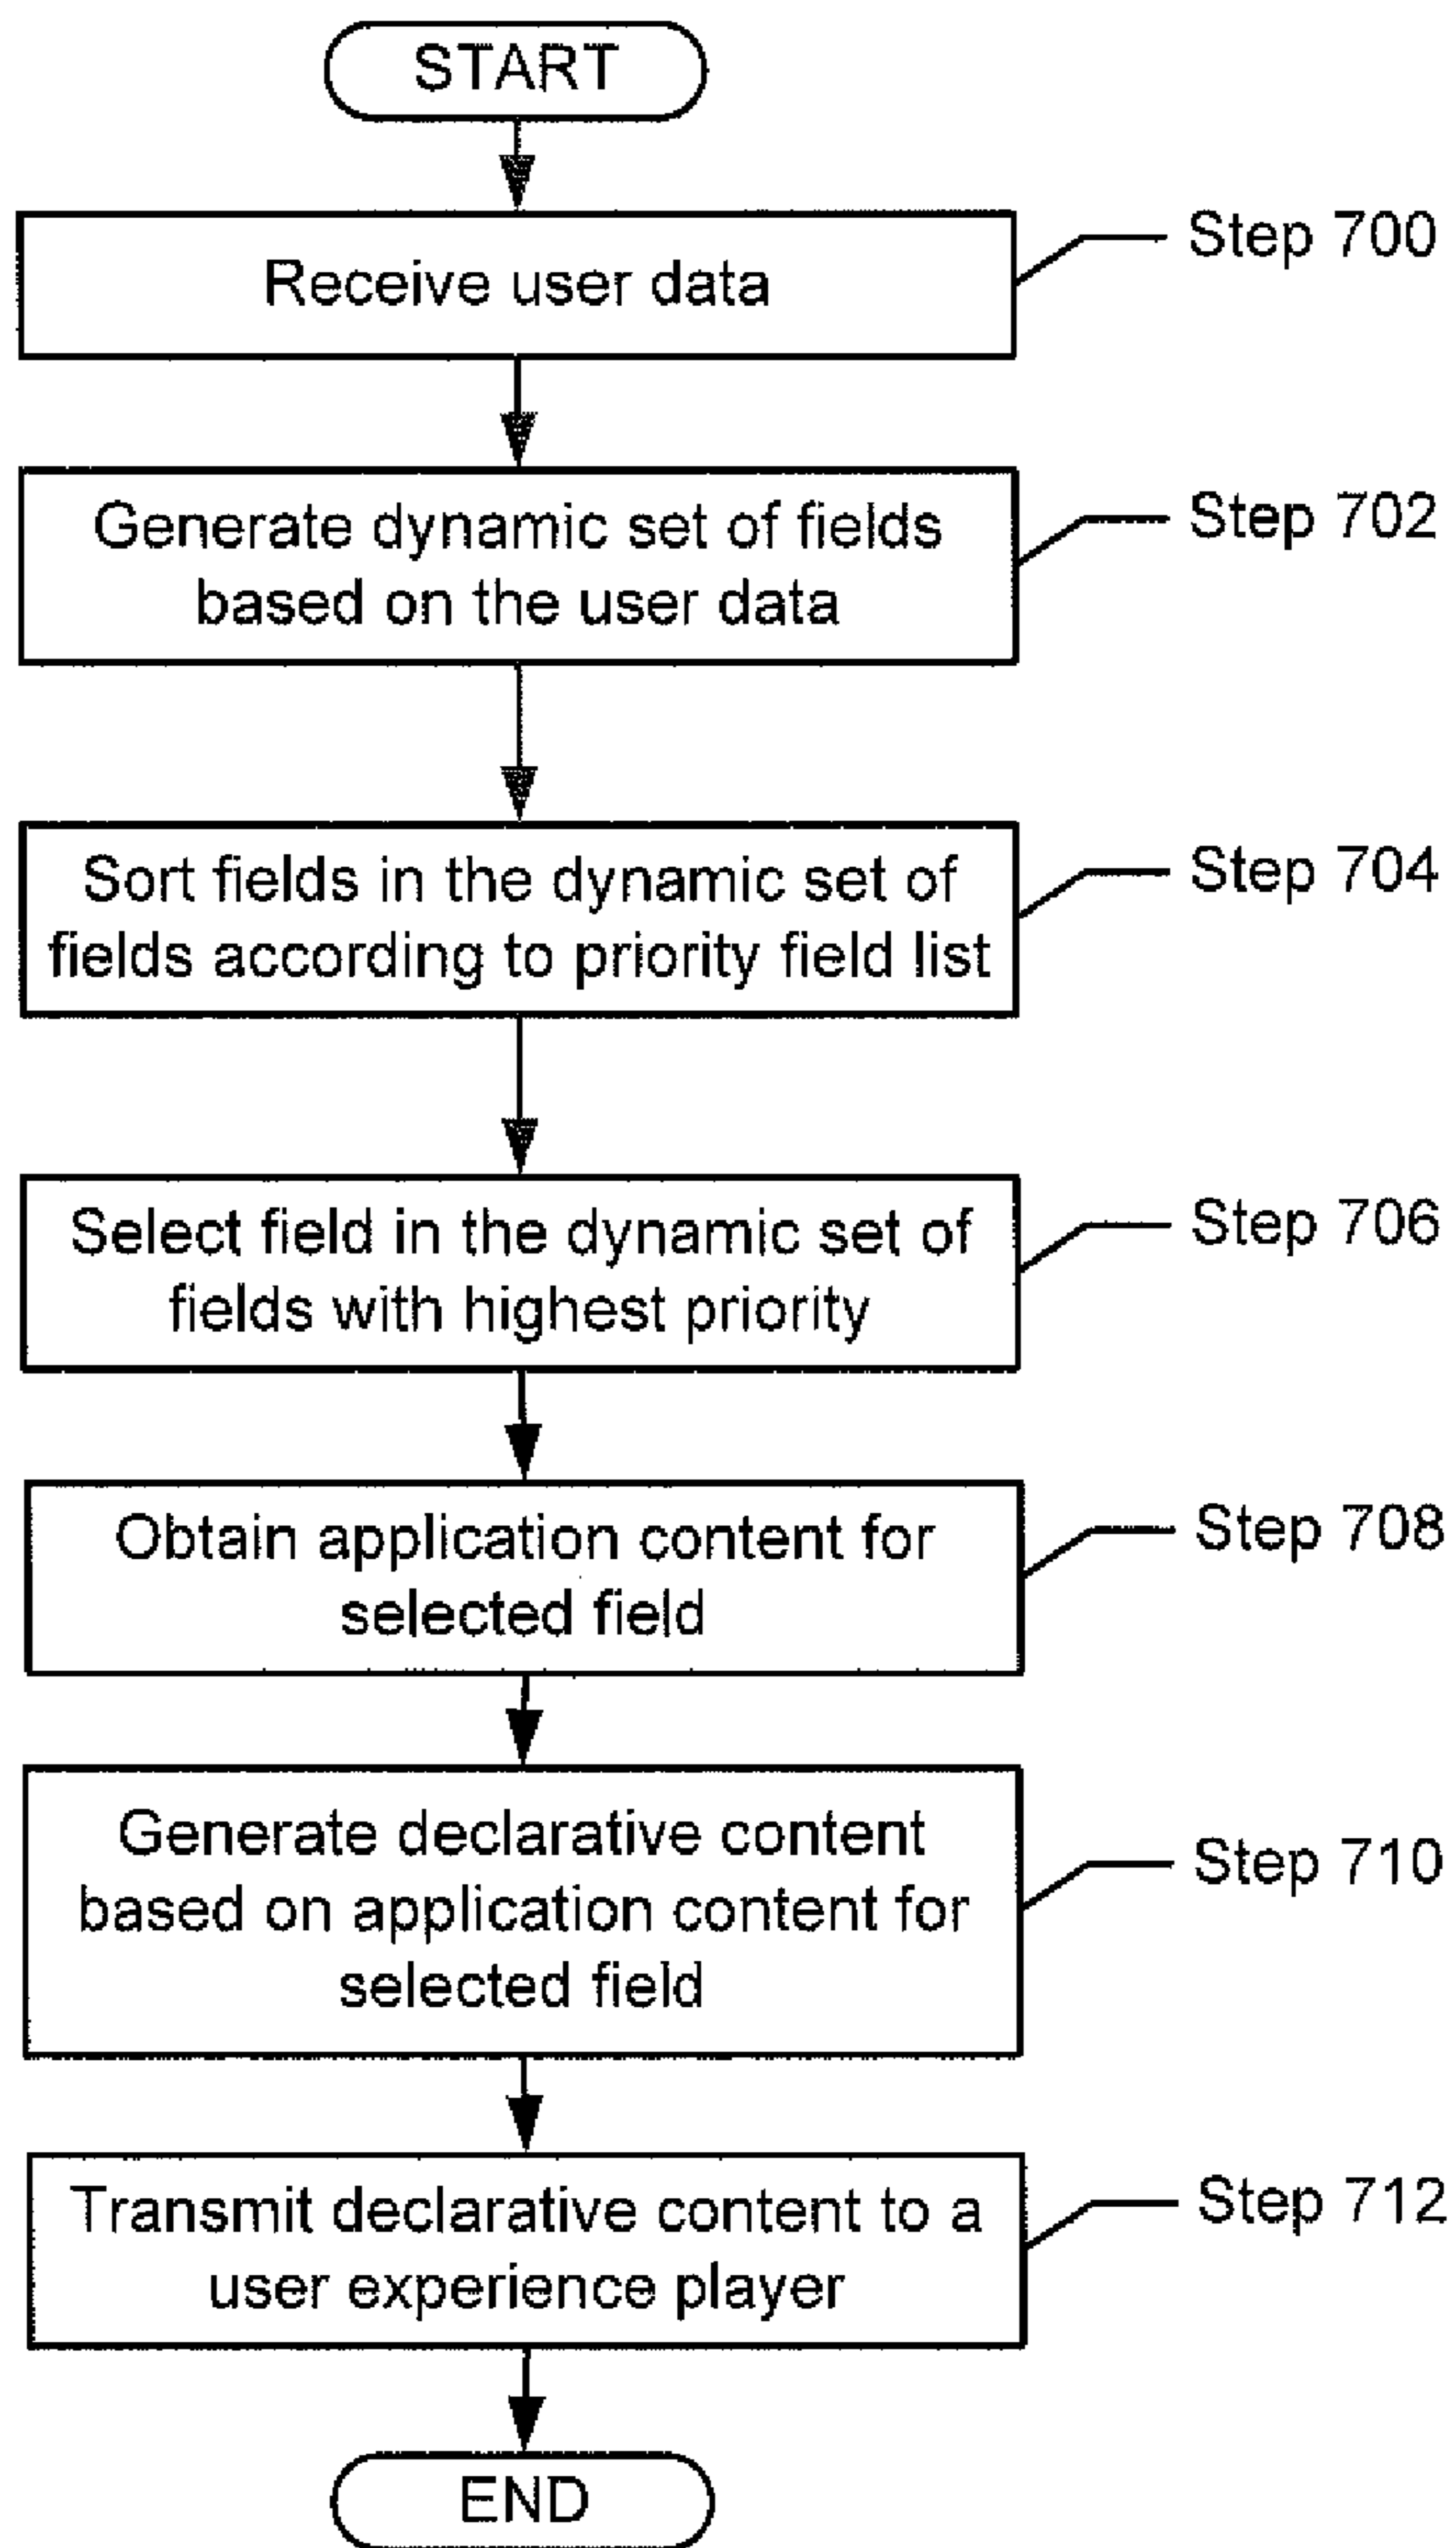 START
Receive user data
Step 700
Generate dynamic set of fields
based on the user data
Step 702
Sort fields in the dynamic set of
fields according to priority field list
Step 704
Select field in the dynamic set of
fields with highest priority
Step 706
Obtain application content for
selected field
Step 708
Generate declarative content
based on application content for
selected field
Step 710
Transmit declarative content to a
user experience player
Step 712
END